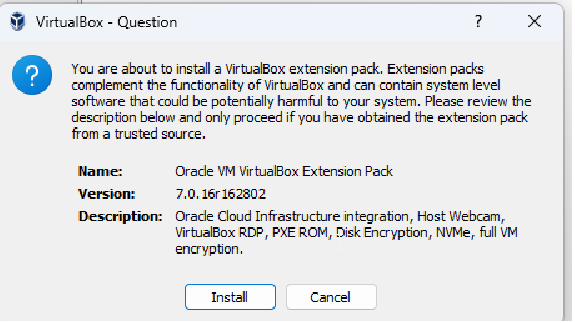 VirtualBox - Question
You are about to install a VirtualBox extension pack. Extension packs
complement the functionality of VirtualBox and can contain system level
software that could be potentially harmful to your system. Please review the
description below and only proceed if you have obtained the extension pack
from a trusted source.
Name: Oracle VM VirtualBox Extension Pack
Version: 7.0.16r162802
Description: Oracle Cloud Infrastructure integration, Host Webcam,
VirtualBox RDP, PXE ROM, Disk Encryption, NVMe, full VM
encryption.
Install Cancel